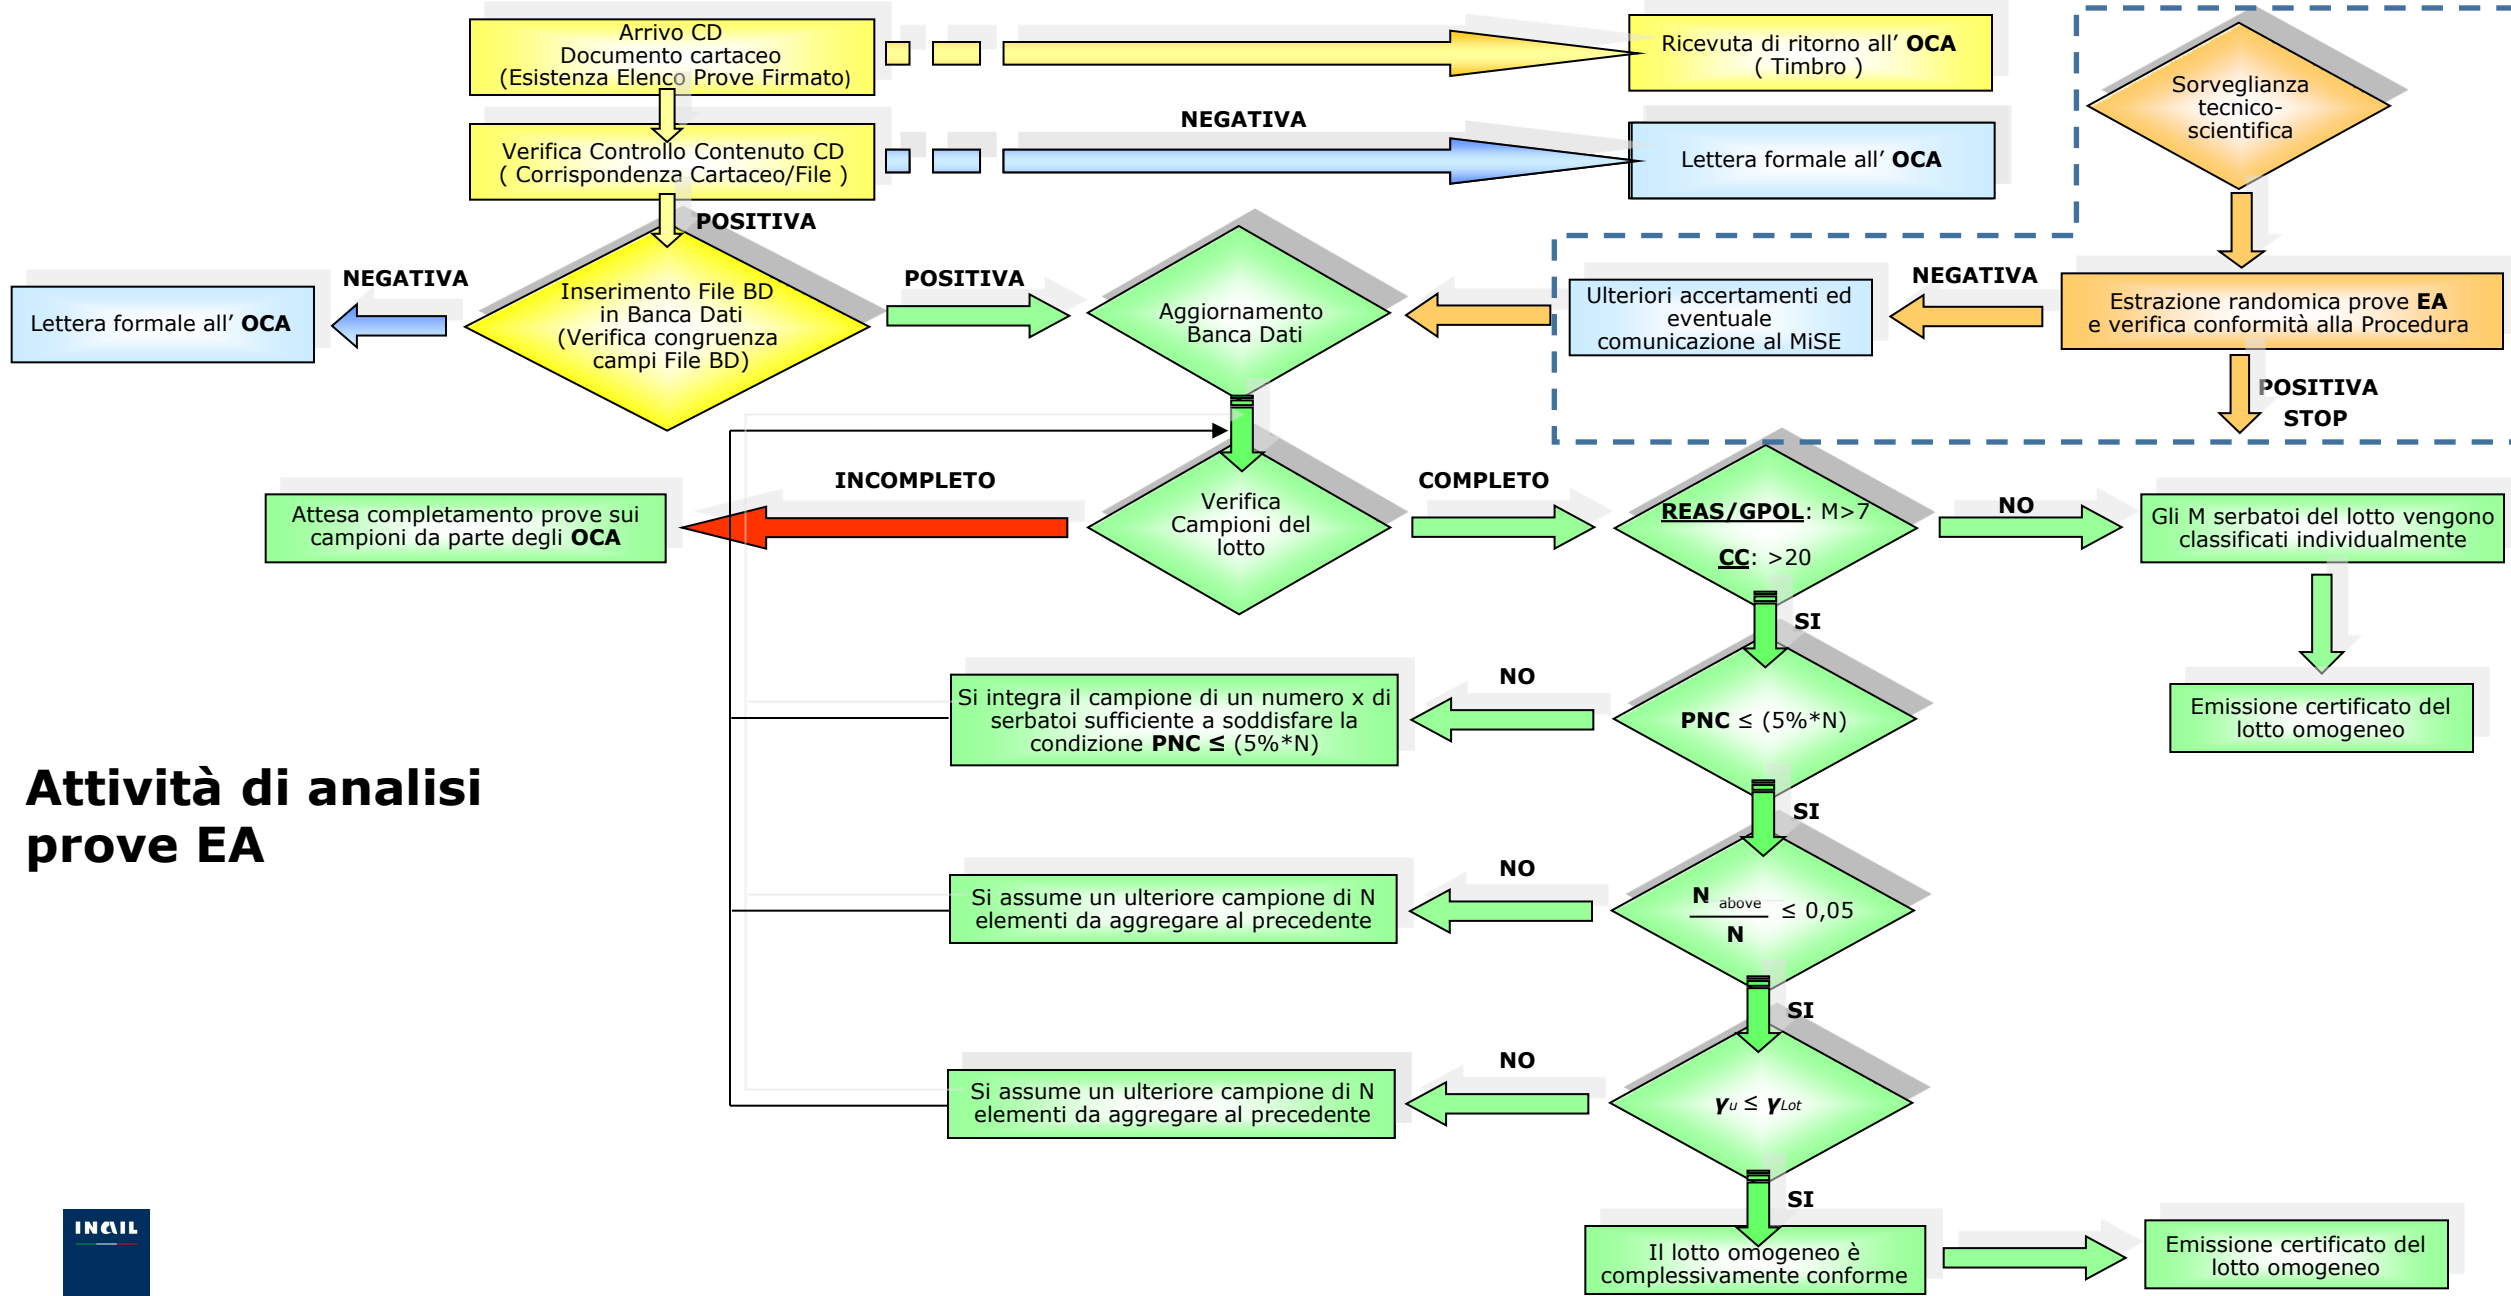 Arrivo CD
Documento cartaceo
(Esistenza Elenco Prove Firmato)
Ricevuta di ritorno all’ OCA
( Timbro )
Sorveglianza
tecnico-
scientifica
NEGATIVA
Verifica Controllo Contenuto CD
( Corrispondenza Cartaceo/File )
Lettera formale all’ OCA
POSITIVA
NEGATIVA
Lettera formale all’ OCA
Inserimento File BD
in Banca Dati
(Verifica congruenza
campi File BD)
POSITIVA
Aggiornamento
Banca Dati
Ulteriori accertamenti ed
eventuale
comunicazione al MiSE
NEGATIVA
Estrazione randomica prove EA
e verifica conformità alla Procedura
POSITIVA
STOP
INCOMPLETO
Attesa completamento prove sui
campioni da parte degli OCA
Verifica
Campioni del
lotto
COMPLETO
REAS/GPOL: M>7
CC: >20
NO
Gli M serbatoi del lotto vengono
classificati individualmente
SI
Emissione certificato del
lotto omogeneo
NO
Si integra il campione di un numero x di
serbatoi sufficiente a soddisfare la
condizione PNC ≤ (5%*N)
PNC ≤ (5%*N)
SI
Attività di analisi
prove EA
NO
Si assume un ulteriore campione di N
elementi da aggregare al precedente
N above
≤ 0,05
N
SI
NO
Si assume un ulteriore campione di N
elementi da aggregare al precedente
γu ≤ γLot
SI
Il lotto omogeneo è
complessivamente conforme
Emissione certificato del
lotto omogeneo
INAIL